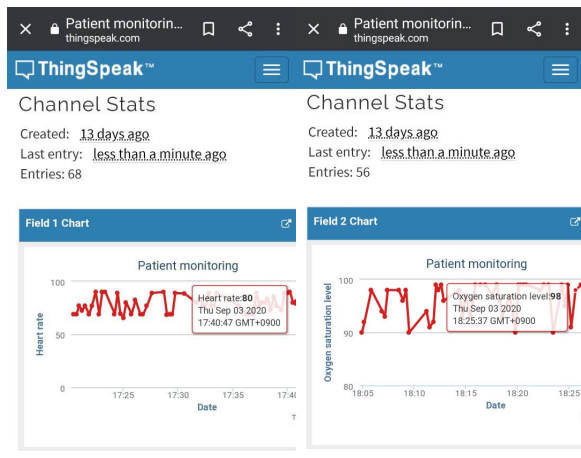 Patient monitorin...
thingspeak.com
ThingSpeak™
Channel Stats
Created: 13 days ago
Last entry: less than a minute ago
Entries: 68
Field 1 Chart
Patient monitoring
Heart rate
100
50
0
Heart rate:80
Thu Sep 03 2020
17:40:47 GMT+0900
17:25 17:30 17:35 17:40
Date
T
Patient monitorin...
thingspeak.com
ThingSpeak™
Channel Stats
Created: 13 days ago
Last entry: less than a minute ago
Entries: 56
Field 2 Chart
Patient monitoring
Oxygen saturation level
100
90
80
Oxygen saturation level:98
Thu Sep 03 2020
18:25:37 GMT+0900
18:05 18:10 18:15 18:20 18:25
Date